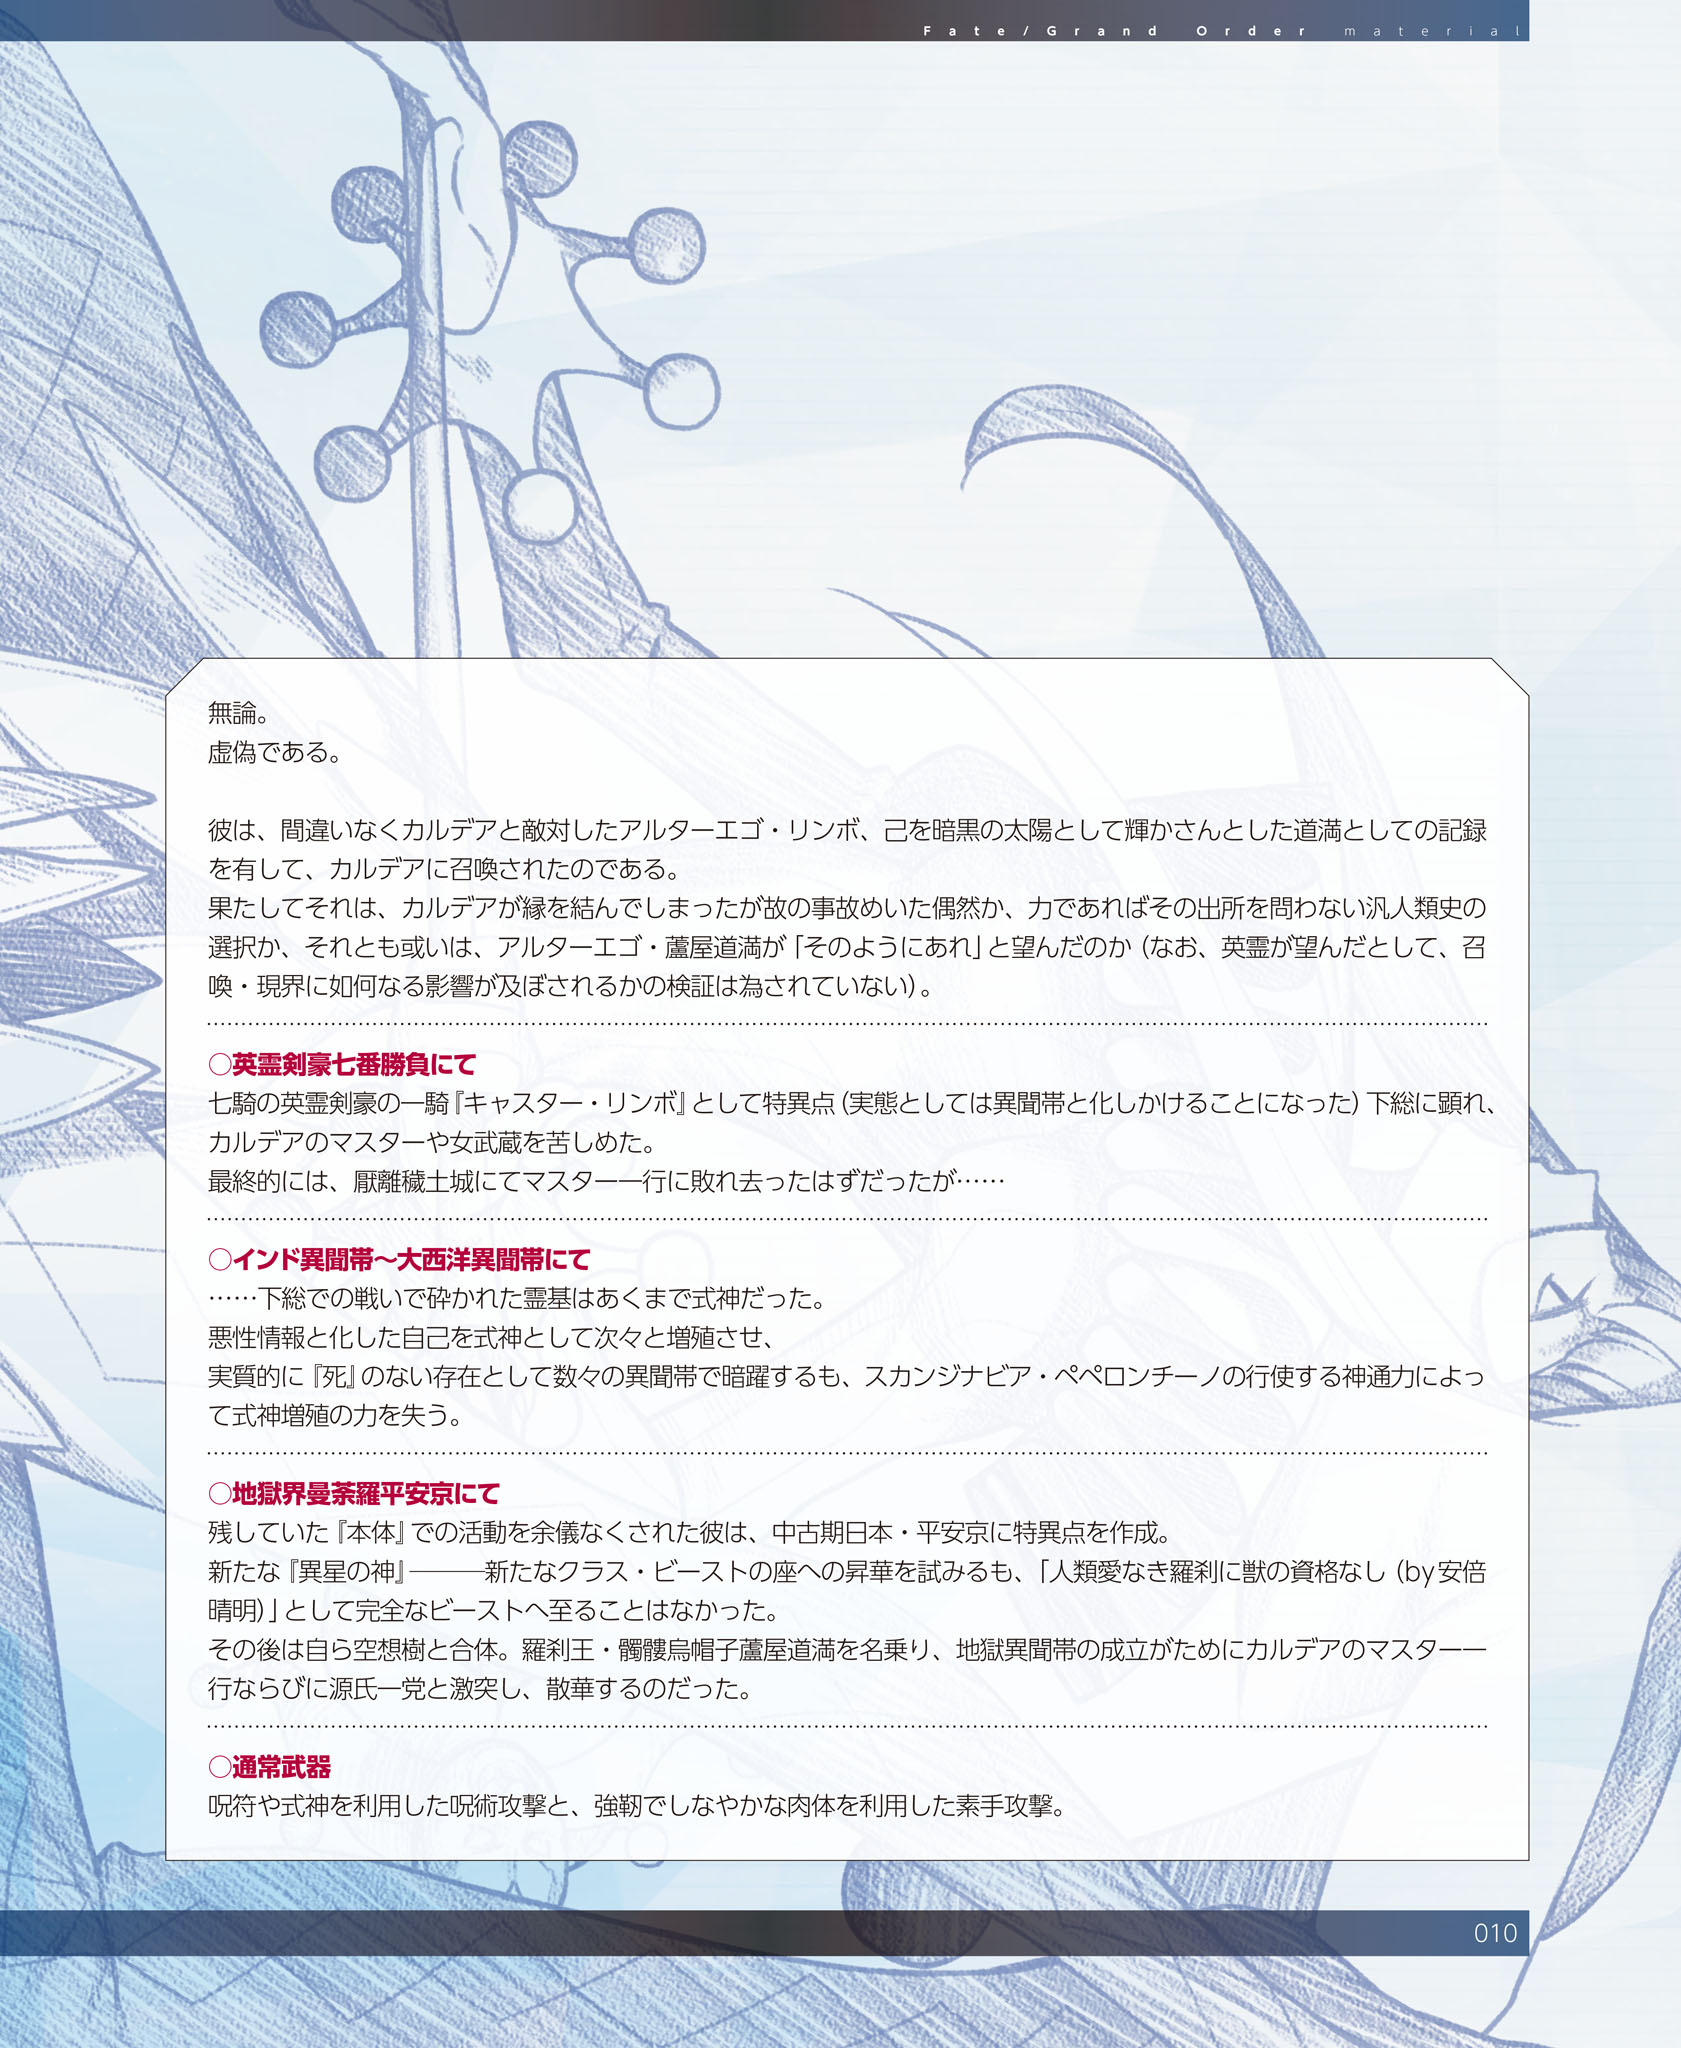 Fate/Grand Order material
無論。
虚偽である。
彼は、間違いなくカルデアと敵対したアルターエゴ・リンボ、己を暗黒の太陽として輝かさんとした道満としての記録
を有して、カルデアに召喚されたのである。
果たしてそれは、カルデアが縁を結んでしまったが故の事故めいた偶然か、力であればその出所を問わない汎人類史の
選択か、それとも或いは、アルターエゴ・蘆屋道満が「そのようにあれ」と望んだのか（なお、英霊が望んだとして、召
喚・現界に如何なる影響が及ぼされるかの検証は為されていない）。
○英霊剣豪七番勝負にて
七騎の英霊剣豪の一騎『キャスター・リンボ』として特異点（実態としては異聞帯と化しかけることになった）下総に顕れ、
カルデアのマスターや女武蔵を苦しめた。
最終的には、厭離穢土城にてマスター一行に敗れ去ったはずだったが……
○インド異聞帯～大西洋異聞帯にて
……下総での戦いで砕かれた霊基はあくまで式神だった。
悪性情報と化した自己を式神として次々と増殖させ、
実質的に『死』のない存在として数々の異聞帯で暗躍するも、スカンジナビア・ペペロンチーノの行使する神通力によっ
て式神増殖の力を失う。
○地獄界曼荼羅平安京にて
残していた『本体』での活動を余儀なくされた彼は、中古期日本・平安京に特異点を作成。
新たな『異星の神』―――新たなクラス・ビーストの座への昇華を試みるも、「人類愛なき羅刹に獣の資格なし（by安倍
晴明）」として完全なビーストへ至ることはなかった。
その後は自ら空想樹と合体。羅刹王・髑髏烏帽子蘆屋道満を名乗り、地獄異聞帯の成立がためにカルデアのマスター一
行ならびに源氏一党と激突し、散華するのだった。
○通常武器
呪符や式神を利用した呪術攻撃と、強靭でしなやかな肉体を利用した素手攻撃。
010